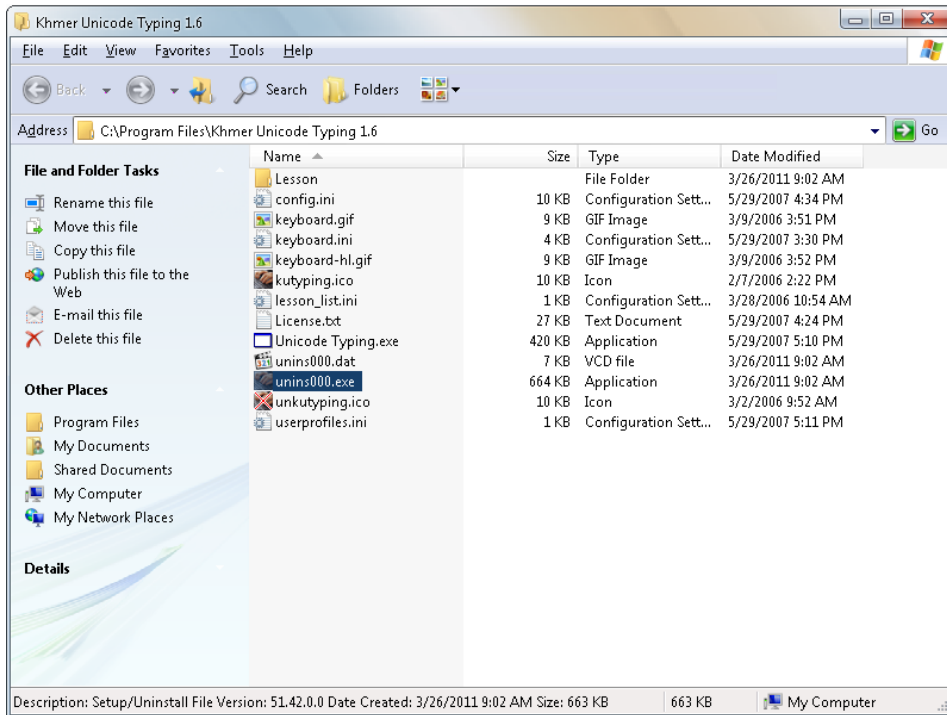 Khmer Unicode Typing 1.6
File Edit View Favorites Tools Help
Back Search Folders
Address C:\Program Files\Khmer Unicode Typing 1.6 Go
File and Folder Tasks
Rename this file
Move this file
Copy this file
Publish this file to the
Web
E-mail this file
Delete this file
Other Places
Program Files
My Documents
Shared Documents
My Computer
My Network Places
Details
Name Size Type Date Modified
Lesson File Folder 3/26/2011 9:02 AM
config.ini 10 KB Configuration Sett... 5/29/2007 4:34 PM
keyboard.gif 9 KB GIF Image 3/9/2006 3:51 PM
keyboard.ini 4 KB Configuration Sett... 5/29/2007 3:30 PM
keyboard-hl.gif 9 KB GIF Image 3/9/2006 3:52 PM
kutyping.ico 10 KB Icon 2/7/2006 2:22 PM
lesson_list.ini 1 KB Configuration Sett... 3/28/2006 10:54 AM
License.txt 27 KB Text Document 5/29/2007 4:24 PM
Unicode Typing.exe 420 KB Application 5/29/2007 5:10 PM
unins000.dat 7 KB VCD file 3/26/2011 9:02 AM
unins000.exe 664 KB Application 3/26/2011 9:02 AM
unkutyping.ico 10 KB Icon 3/2/2006 9:52 AM
userprofiles.ini 1 KB Configuration Sett... 5/29/2007 5:11 PM
Description: Setup/Uninstall File Version: 51.42.0.0 Date Created: 3/26/2011 9:02 AM Size: 663 KB 663 KB My Computer